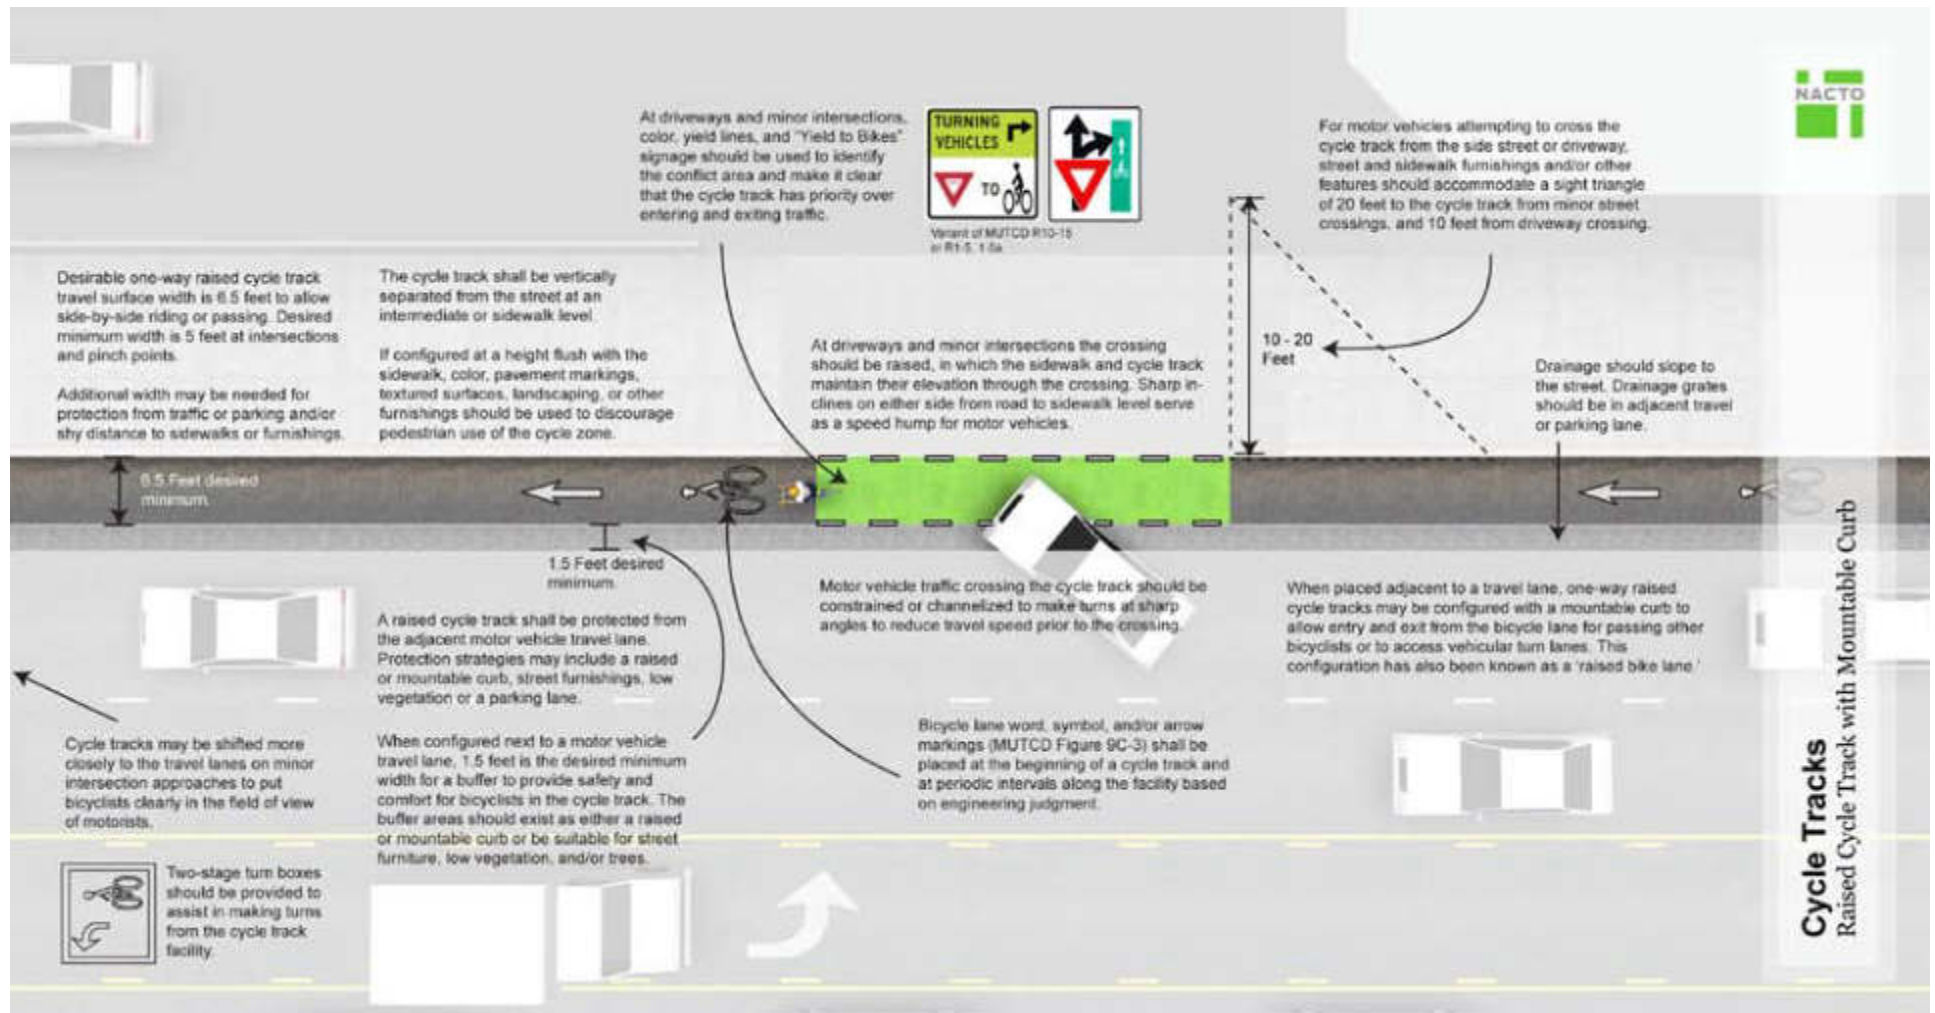 NACTO
At driveways and minor intersections,
color, yield lines, and "Yield to Bikes"
signage should be used to identify
the conflict area and make it clear
that the cycle track has priority over
entering and exiting traffic.
TURNING
VEHICLES
TO
Variant of MUTCD R10-15
or R1-5, 1-5a
For motor vehicles attempting to cross the
cycle track from the side street or driveway,
street and sidewalk furnishings and/or other
features should accommodate a sight triangle
of 20 feet to the cycle track from minor street
crossings, and 10 feet from driveway crossing.
Desirable one-way raised cycle track
travel surface width is 6.5 feet to allow
side-by-side riding or passing. Desired
minimum width is 5 feet at intersections
and pinch points.
Additional width may be needed for
protection from traffic or parking and/or
shy distance to sidewalks or furnishings.
The cycle track shall be vertically
separated from the street at an
intermediate or sidewalk level.
If configured at a height flush with the
sidewalk, color, pavement markings,
textured surfaces, landscaping, or other
furnishings should be used to discourage
pedestrian use of the cycle zone.
At driveways and minor intersections the crossing
should be raised, in which the sidewalk and cycle track
maintain their elevation through the crossing. Sharp in-
clines on either side from road to sidewalk level serve
as a speed hump for motor vehicles.
10 - 20
Feet
Drainage should slope to
the street. Drainage grates
should be in adjacent travel
or parking lane.
6.5 Feet desired
minimum.
1.5 Feet desired
minimum.
A raised cycle track shall be protected from
the adjacent motor vehicle travel lane.
Protection strategies may include a raised
or mountable curb, street furnishings, low
vegetation or a parking lane.
When configured next to a motor vehicle
travel lane, 1.5 feet is the desired minimum
width for a buffer to provide safety and
comfort for bicyclists in the cycle track. The
buffer areas should exist as either a raised
or mountable curb or be suitable for street
furniture, low vegetation, and/or trees.
Motor vehicle traffic crossing the cycle track should be
constrained or channelized to make turns at sharp
angles to reduce travel speed prior to the crossing.
When placed adjacent to a travel lane, one-way raised
cycle tracks may be configured with a mountable curb to
allow entry and exit from the bicycle lane for passing other
bicyclists or to access vehicular turn lanes. This
configuration has also been known as a 'raised bike lane.'
Bicycle lane word, symbol, and/or arrow
markings (MUTCD Figure 9C-3) shall be
placed at the beginning of a cycle track and
at periodic intervals along the facility based
on engineering judgment.
Cycle tracks may be shifted more
closely to the travel lanes on minor
intersection approaches to put
bicyclists clearly in the field of view
of motorists.
Two-stage turn boxes
should be provided to
assist in making turns
from the cycle track
facility.
Cycle Tracks
Raised Cycle Track with Mountable Curb